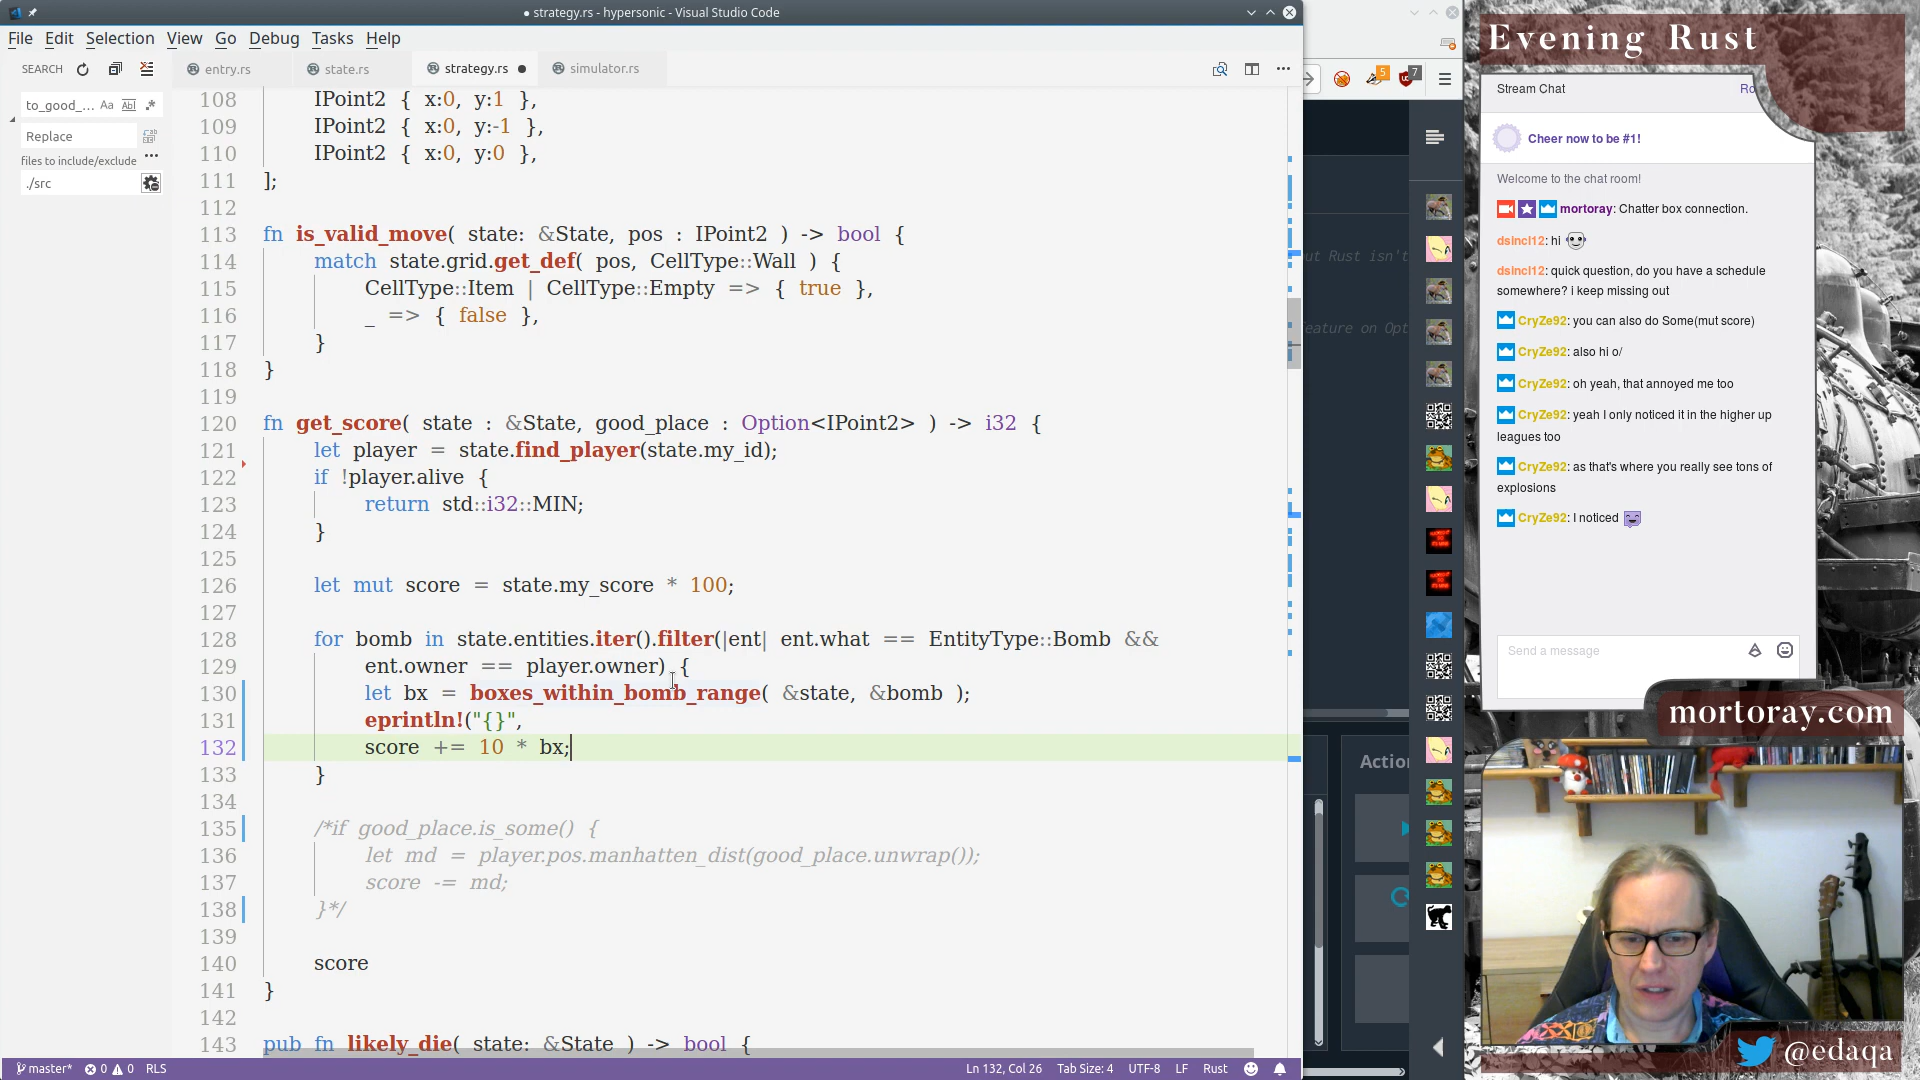 strategy.rs - hypersonic - Visual Studio Code
File Edit Selection View Go Debug Tasks Help
SEARCH
entry.rs
state.rs
strategy.rs
simulator.rs
to_good_...
Aa
Abl
.*
Replace
files to include/exclude
...
./src
108 IPoint2 { x:0, y:1 },
109 IPoint2 { x:0, y:-1 },
110 IPoint2 { x:0, y:0 },
111 ];
112
113 fn is_valid_move( state: &State, pos : IPoint2 ) -> bool {
114 match state.grid.get_def( pos, CellType::Wall ) {
115 CellType::Item | CellType::Empty => { true },
116 _ => { false },
117 }
118 }
119
120 fn get_score( state : &State, good_place : Option<IPoint2> ) -> i32 {
121 let player = state.find_player(state.my_id);
122 if !player.alive {
123 return std::i32::MIN;
124 }
125
126 let mut score = state.my_score * 100;
127
128 for bomb in state.entities.iter().filter(|ent| ent.what == EntityType::Bomb &&
129 ent.owner == player.owner) {
130 let bx = boxes_within_bomb_range( &state, &bomb );
131 eprintln!("{}",
132 score += 10 * bx;
133 }
134
135 /*if good_place.is_some() {
136 let md = player.pos.manhatten_dist(good_place.unwrap());
137 score -= md;
138 }*/
139
140 score
141 }
142
143 pub fn likely_die( state: &State ) -> bool {
master* 0 0 RLS
Ln 132, Col 26 Tab Size: 4 UTF-8 LF Rust
5
7
ut Rust isn't
eature on Opt
Action
Evening Rust
Stream Chat
Ro
Cheer now to be #1!
Welcome to the chat room!
mortoray: Chatter box connection.
dsincl12: hi
dsincl12: quick question, do you have a schedule
somewhere? i keep missing out
CryZe92: you can also do Some(mut score)
CryZe92: also hi o/
CryZe92: oh yeah, that annoyed me too
CryZe92: yeah I only noticed it in the higher up
leagues too
CryZe92: as that's where you really see tons of
explosions
CryZe92: I noticed
Send a message
mortoray.com
@edaqa